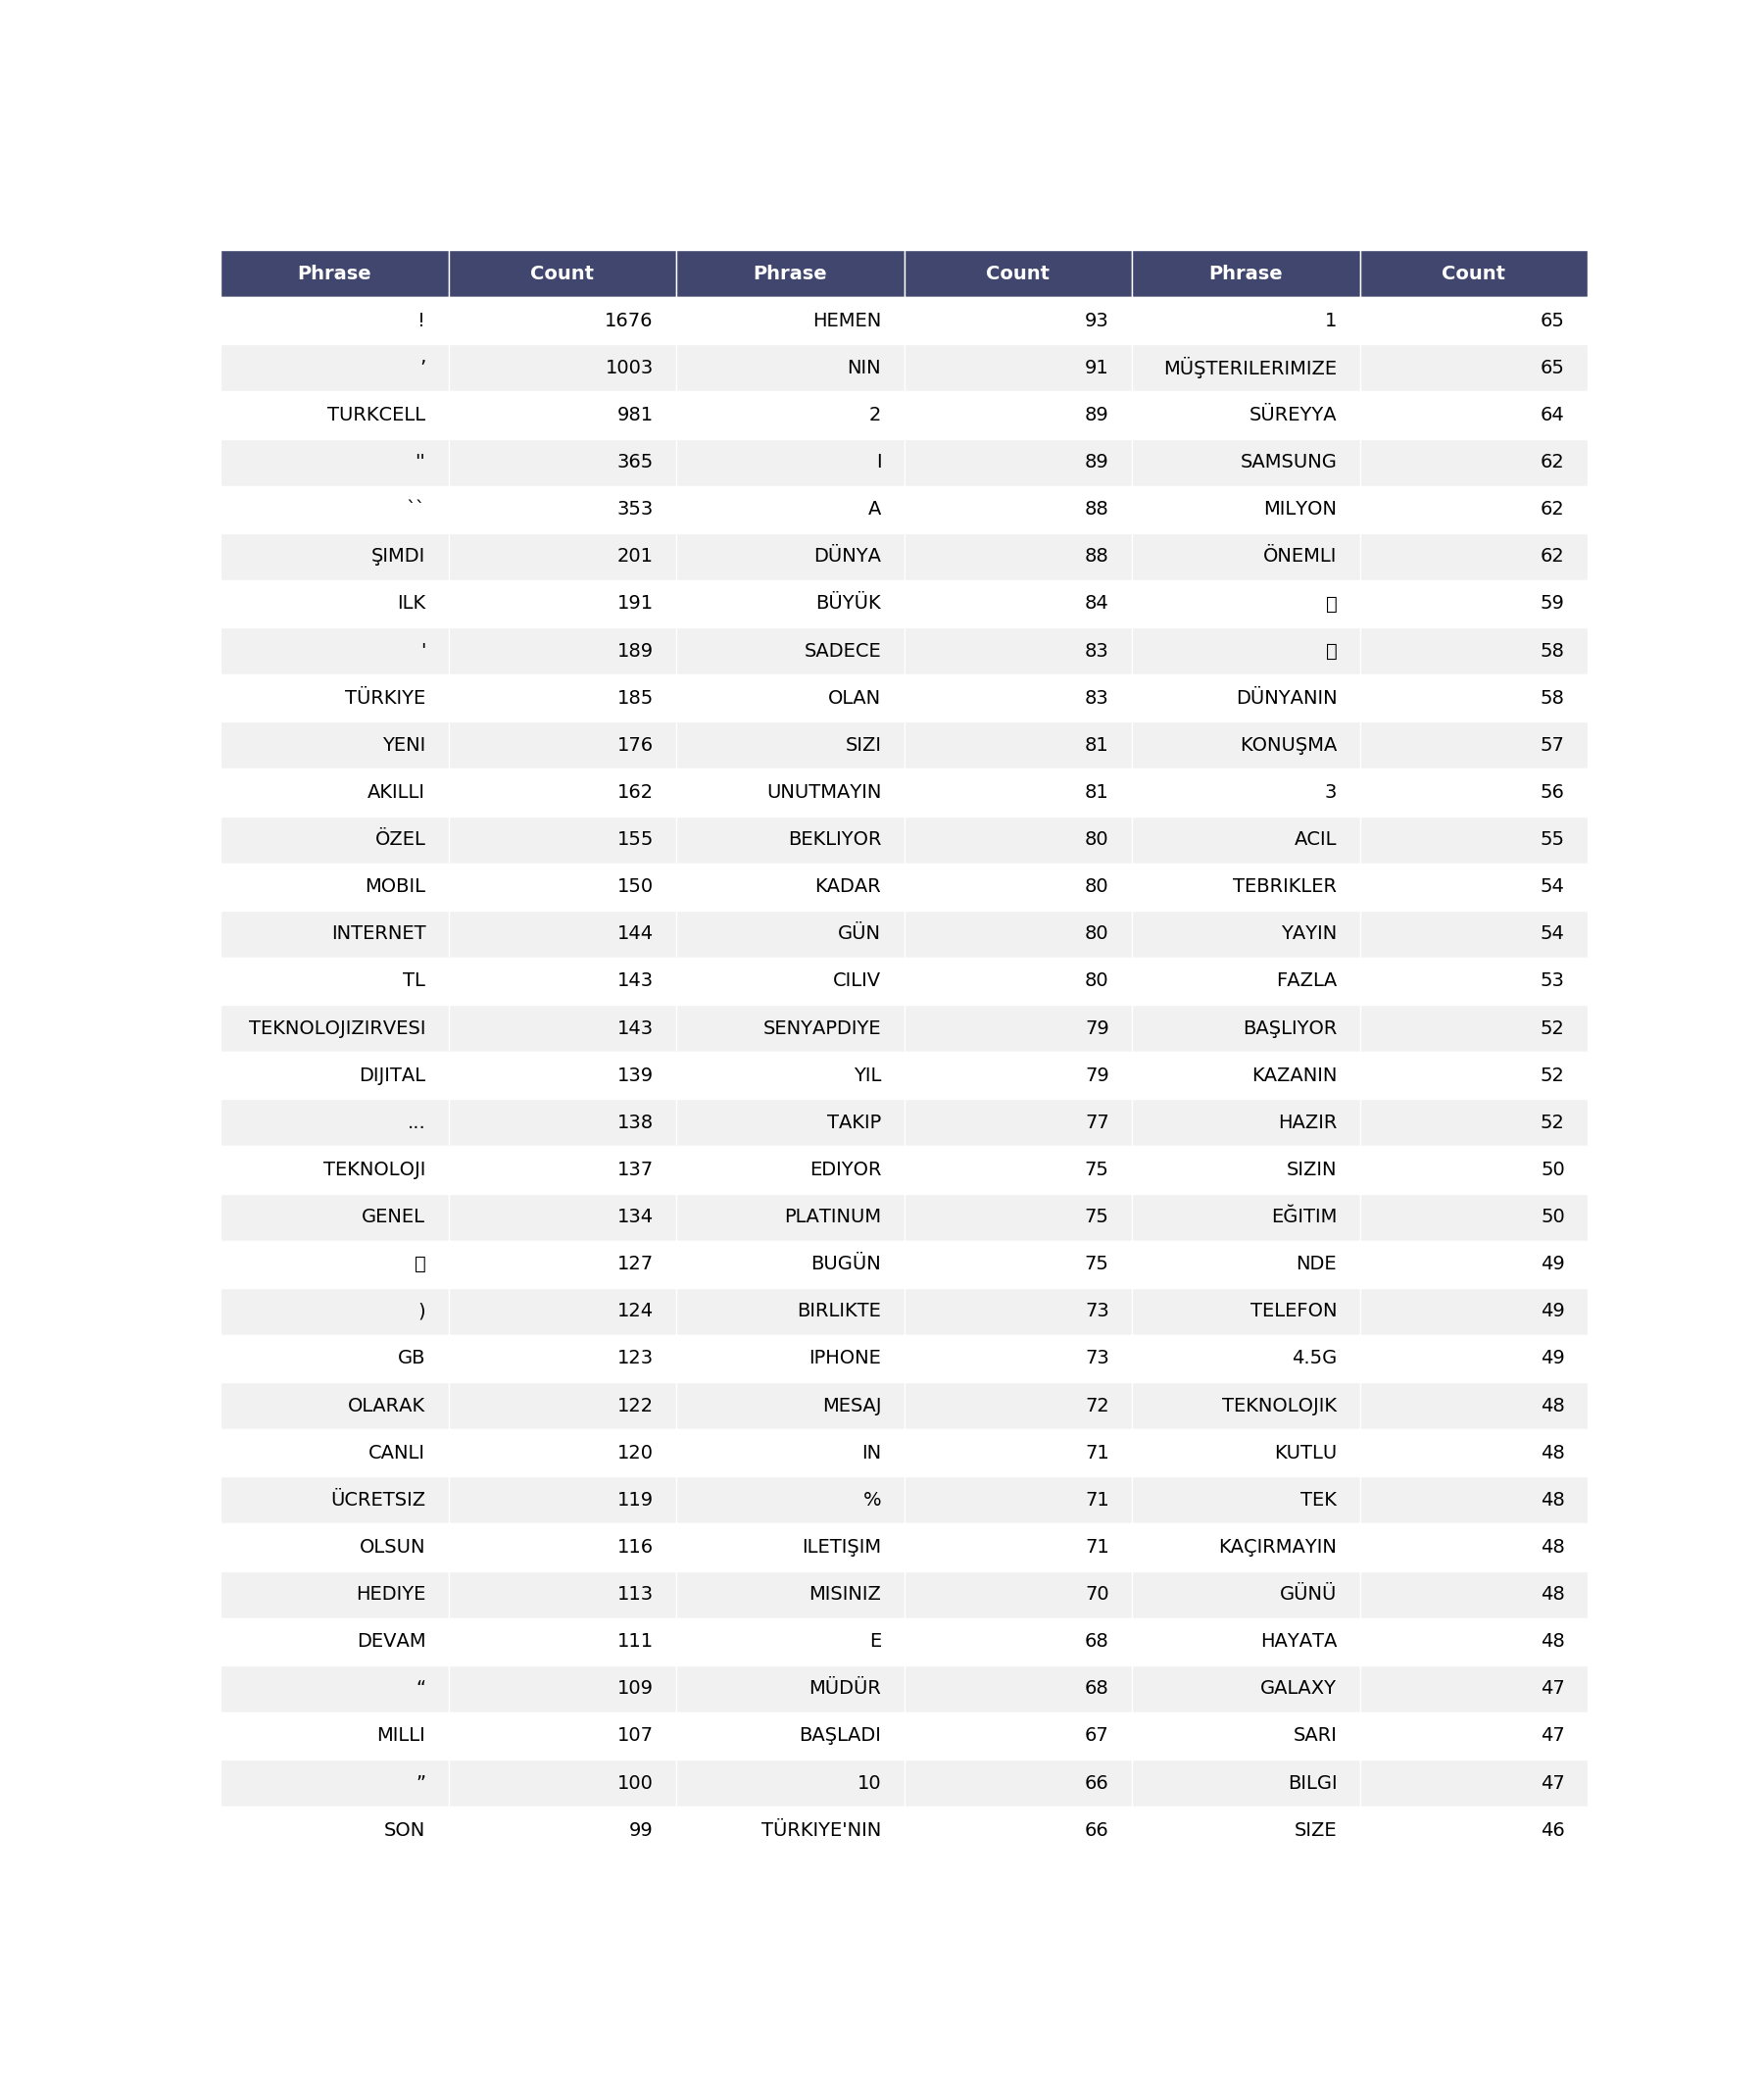 Phrase Count Phrase Count Phrase Count
! 1676 HEMEN 93 1 65
’ 1003 NIN 91 MÜŞTERILERIMIZE 65
TURKCELL 981 2 89 SÜREYYA 64
'' 365 I 89 SAMSUNG 62
`` 353 A 88 MILYON 62
ŞIMDI 201 DÜNYA 88 ÖNEMLI 62
ILK 191 BÜYÜK 84 59
' 189 SADECE 83 58
TÜRKIYE 185 OLAN 83 DÜNYANIN 58
YENI 176 SIZI 81 KONUŞMA 57
AKILLI 162 UNUTMAYIN 81 3 56
ÖZEL 155 BEKLIYOR 80 ACIL 55
MOBIL 150 KADAR 80 TEBRIKLER 54
INTERNET 144 GÜN 80 YAYIN 54
TL 143 CILIV 80 FAZLA 53
TEKNOLOJIZIRVESI 143 SENYAPDIYE 79 BAŞLIYOR 52
DIJITAL 139 YIL 79 KAZANIN 52
... 138 TAKIP 77 HAZIR 52
TEKNOLOJI 137 EDIYOR 75 SIZIN 50
GENEL 134 PLATINUM 75 EĞITIM 50
127 BUGÜN 75 NDE 49
) 124 BIRLIKTE 73 TELEFON 49
GB 123 IPHONE 73 4.5G 49
OLARAK 122 MESAJ 72 TEKNOLOJIK 48
CANLI 120 IN 71 KUTLU 48
ÜCRETSIZ 119 % 71 TEK 48
OLSUN 116 ILETIŞIM 71 KAÇIRMAYIN 48
HEDIYE 113 MISINIZ 70 GÜNÜ 48
DEVAM 111 E 68 HAYATA 48
“ 109 MÜDÜR 68 GALAXY 47
MILLI 107 BAŞLADI 67 SARI 47
” 100 10 66 BILGI 47
SON 99 TÜRKIYE'NIN 66 SIZE 46